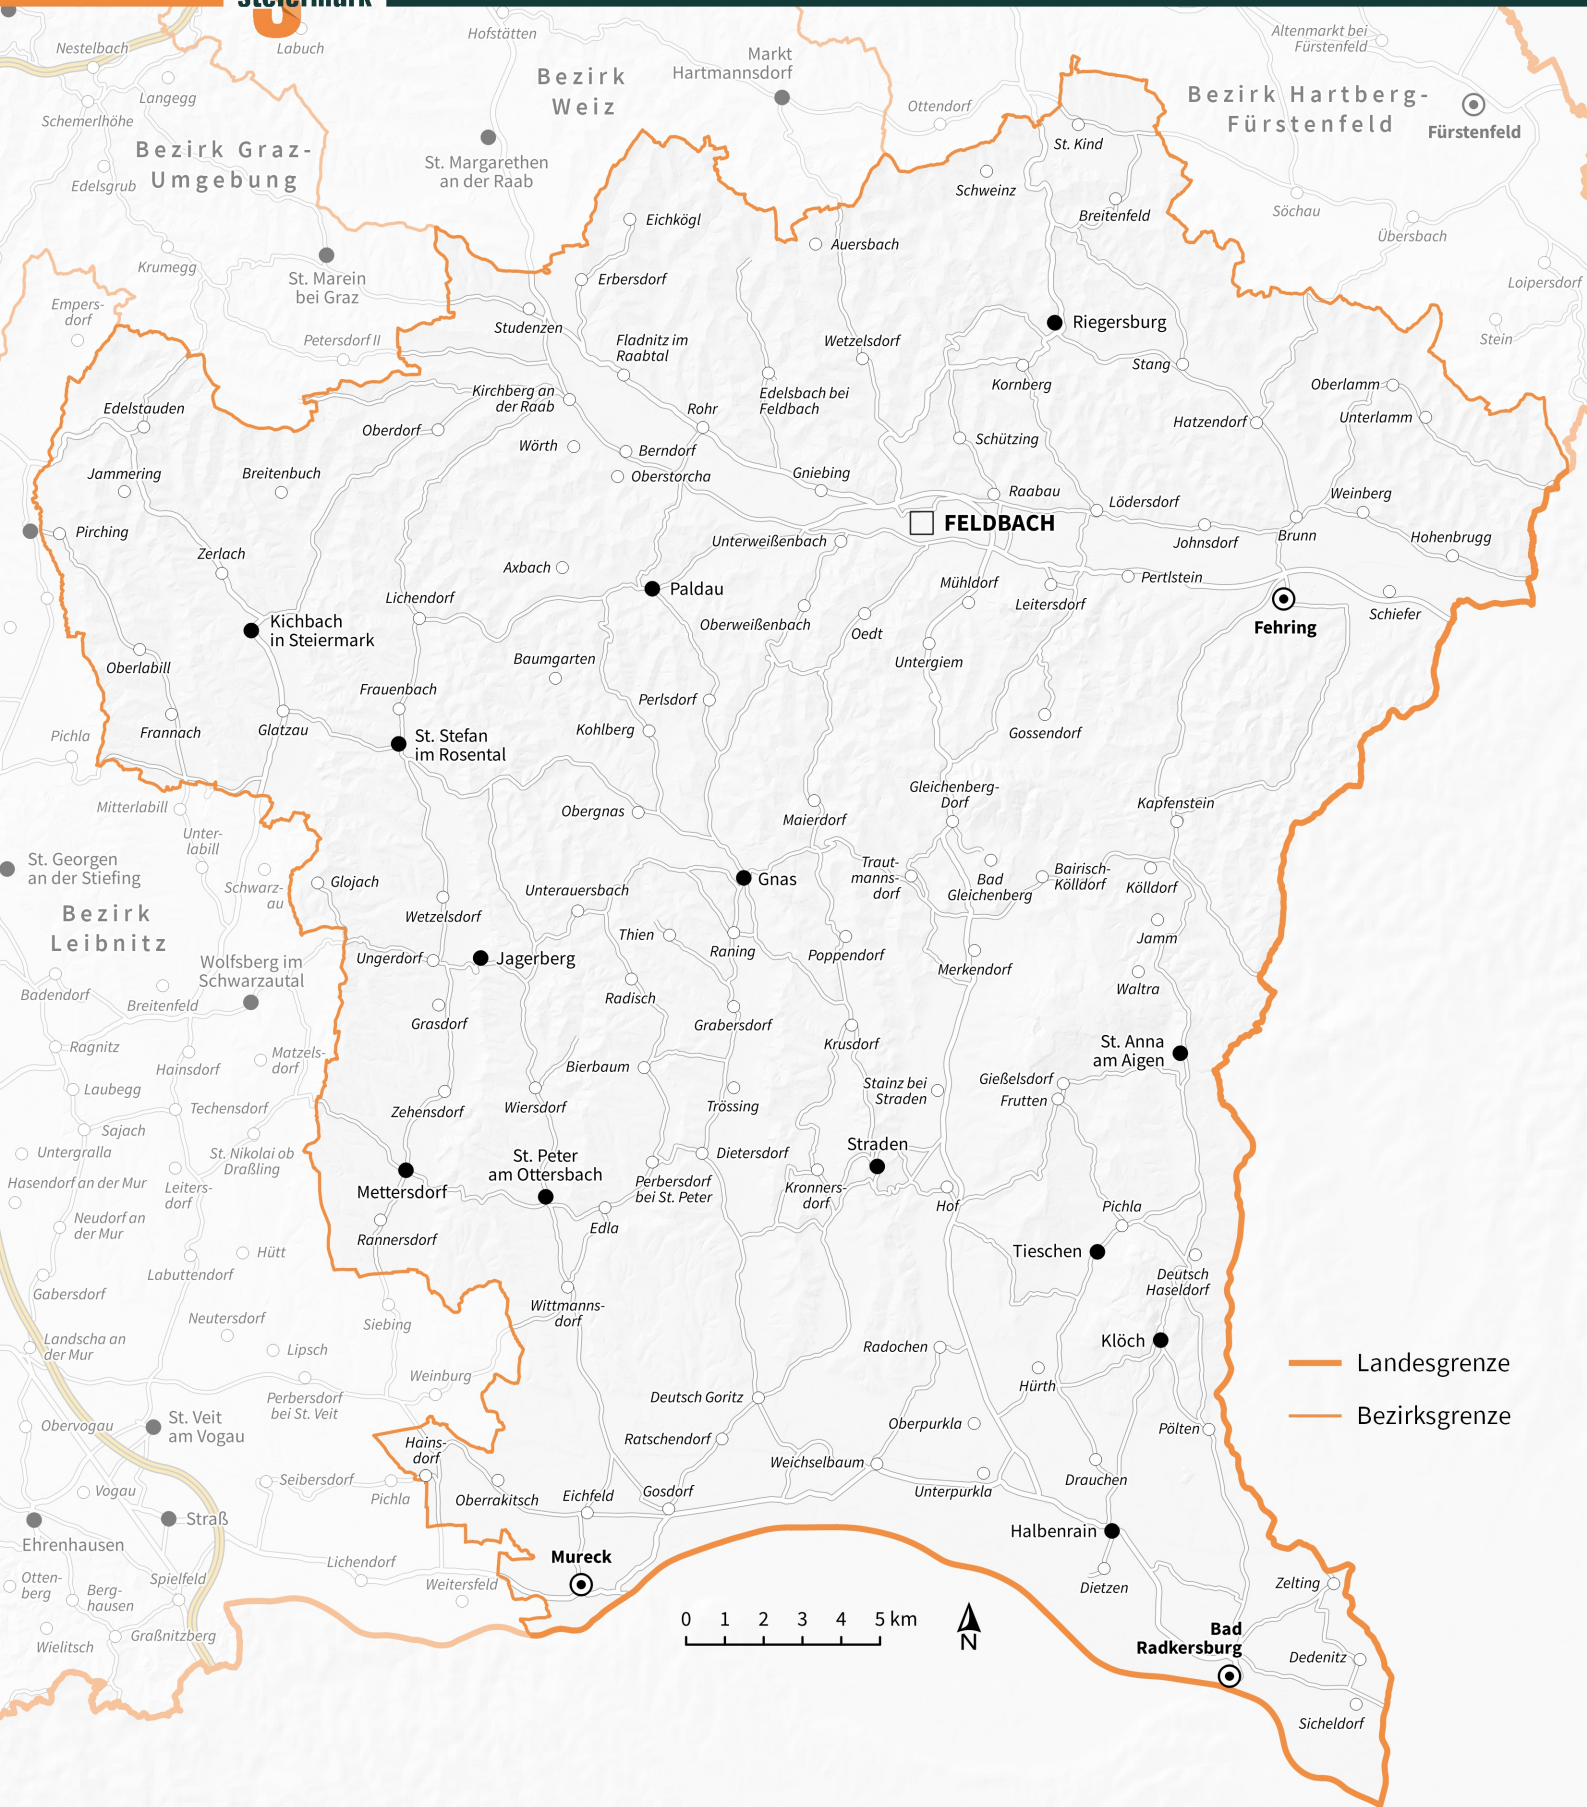 Steiermark
Nestelbach
Labuch
Hofstätten
Markt
Hartmannsdorf
Altenmarkt bei
Fürstenfeld
Bezirk
Weiz
Langegg
Schemerlhöhe
Ottendorf
Bezirk Hartberg-
Fürstenfeld
Fürstenfeld
Bezirk Graz-
Umgebung
Edelsgrub
St. Margarethen
an der Raab
St. Kind
Schweinz
Breitenfeld
Söchau
Übersbach
Eichkögl
Auersbach
Krumegg
St. Marein
bei Graz
Erbersdorf
Loipersdorf
Empers-
dorf
Petersdorf II
Studenzen
Fladnitz im
Raabtal
Wetzelsdorf
Riegersburg
Stein
Stang
Kornberg
Oberlamm
Unterlamm
Kirchberg an
der Raab
Edelsbach bei
Feldbach
Edelstauden
Oberdorf
Rohr
Hatzendorf
Wörth
Berndorf
Schützing
Jammering
Breitenbuch
Oberstorcha
Gniebing
Raabau
Lödersdorf
Weinberg
Pirching
FELDBACH
Unterweißenbach
Johnsdorf
Brunn
Hohenbrugg
Zerlach
Axbach
Paldau
Mühldorf
Leitersdorf
Pertlstein
Lichendorf
Kichbach
in Steiermark
Oberweißenbach
Oedt
Fehring
Schiefer
Oberlabill
Baumgarten
Untergiem
Frauenbach
Perlsdorf
Pichla
Frannach
Glatzau
St. Stefan
im Rosental
Kohlberg
Gossendorf
Mitterlabill
Unter-
labill
Obergnas
Maierdorf
Gleichenberg-
Dorf
Kapfenstein
St. Georgen
an der Stiefing
Schwarz-
au
Glojach
Gnas
Traut-
manns-
dorf
Bad
Gleichenberg
Bairisch-
Kölldorf
Kölldorf
Bezirk
Leibnitz
Unterauersbach
Wetzelsdorf
Thien
Raning
Poppendorf
Jamm
Ungerdorf
Jagerberg
Merkendorf
Wolfsberg im
Schwarzautal
Badendorf
Breitenfeld
Radisch
Waltra
Grasdorf
Grabersdorf
Krusdorf
Ragnitz
Hainsdorf
Matzels-
dorf
Bierbaum
St. Anna
am Aigen
Laubegg
Techensdorf
Zehensdorf
Wiersdorf
Trössing
Stainz bei
Straden
Gießelsdorf
Frutten
Sajach
Untergralla
St. Nikolai ob
Draßling
Hasendorf an der Mur
Leiters-
dorf
Mettersdorf
St. Peter
am Ottersbach
Dietersdorf
Perbersdorf
bei St. Peter
Straden
Kronners-
dorf
Hof
Pichla
Neudorf an
der Mur
Edla
Rannersdorf
Hütt
Tieschen
Labuttendorf
Deutsch
Haseldorf
Gabersdorf
Wittmanns-
dorf
Neutersdorf
Siebing
Klöch
Landscha an
der Mur
Lipsch
Radochen
Perbersdorf
bei St. Veit
Weinburg
Hürth
Deutsch Goritz
Obervogau
St. Veit
am Vogau
Oberpurkla
Pölten
Hains-
dorf
Ratschendorf
Weichselbaum
Landesgrenze
Bezirksgrenze
Seibersdorf
Pichla
Vogau
Oberrakitsch
Eichfeld
Gosdorf
Unterpurkla
Drauchen
Straß
Ehrenhausen
Halbenrain
Mureck
Lichendorf
Weitersfeld
Otten-
berg
Berg-
hausen
Spielfeld
Dietzen
Zelting
0 1 2 3 4 5 km
N
Wielitsch
Graßnitzberg
Bad
Radkersburg
Dedenitz
Sicheldorf